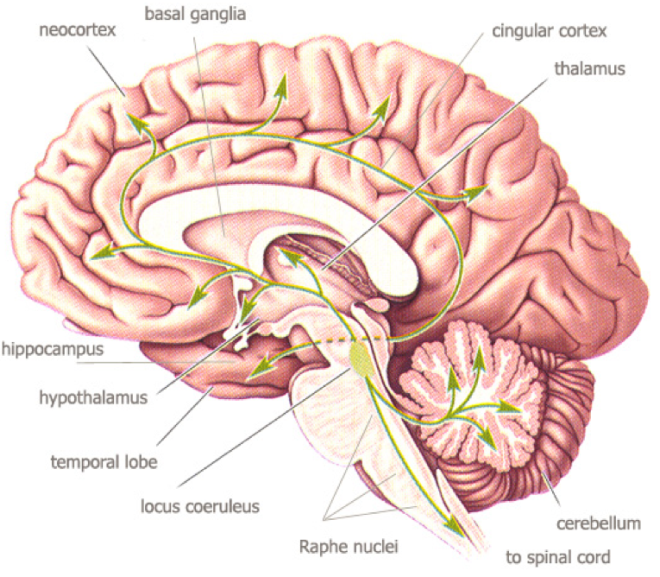 basal ganglia
neocortex
cingular cortex
thalamus
hippocampus
hypothalamus
temporal lobe
locus coeruleus
Raphe nuclei
cerebellum
to spinal cord